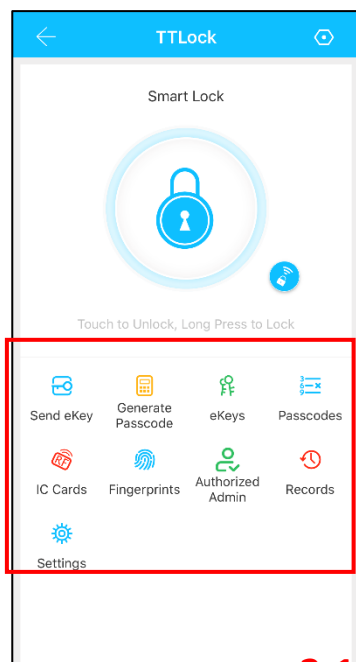 TTLock
Smart Lock
Touch to Unlock, Long Press to Lock
Send eKey
Generate
Passcode
eKeys
Passcodes
IC Cards
Fingerprints
Authorized
Admin
Records
Settings